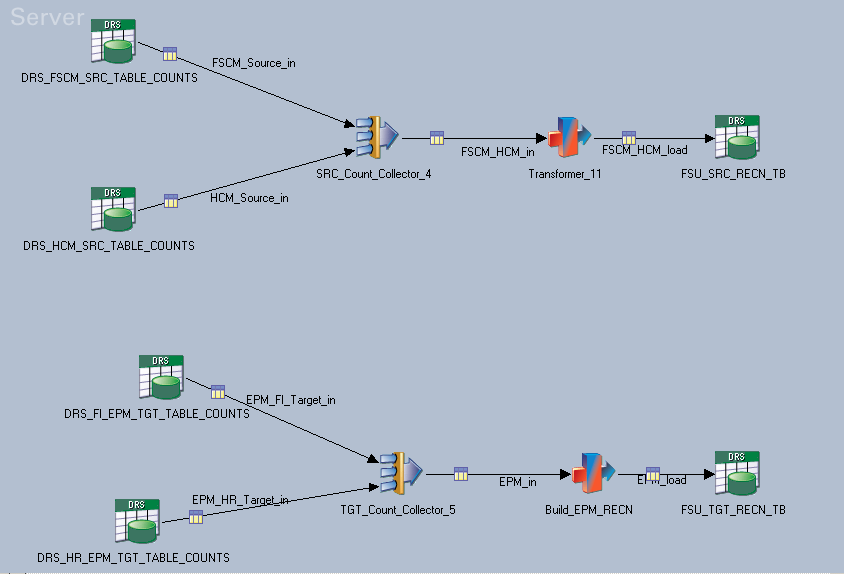 Server
DRS
DRS_FSCM_SRC_TABLE_COUNTS
FSCM_Source_in
SRC_Count_Collector_4
FSCM_HCM_in
Transformer_11
FSCM_HCM_load
DRS
FSU_SRC_RECN_TB
DRS
DRS_HCM_SRC_TABLE_COUNTS
HCM_Source_in
DRS
DRS_FI_EPM_TGT_TABLE_COUNTS
EPM_FI_Target_in
TGT_Count_Collector_5
EPM_in
Build_EPM_RECN
EPM_load
DRS
FSU_TGT_RECN_TB
DRS
DRS_HR_EPM_TGT_TABLE_COUNTS
EPM_HR_Target_in